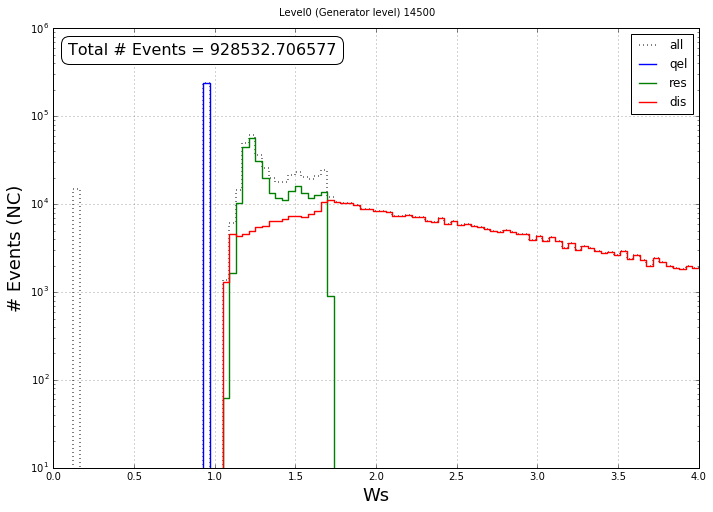 Level0 (Generator level) 14500
Total # Events = 928532.706577
all
qel
res
dis
# Events (NC)
10^6
10^5
10^4
10^3
10^2
10^1
0.0 0.5 1.0 1.5 2.0 2.5 3.0 3.5 4.0
Ws